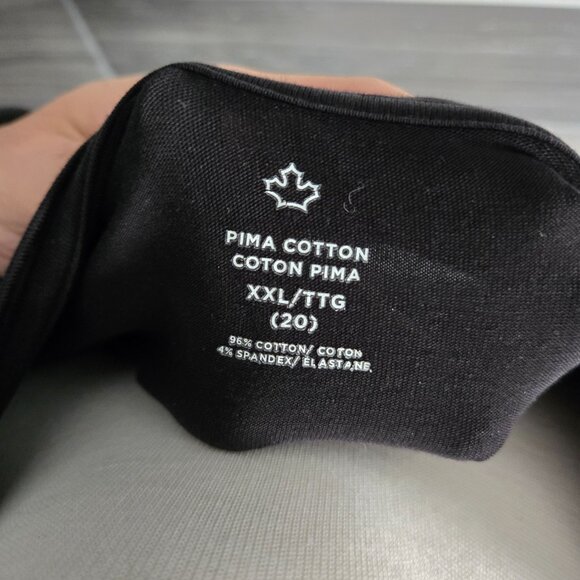 PIMA COTTON
COTON PIMA
XXL/TTG
(20)
96% COTTON/ COTON
4% SPANDEX/ ÉLASTANE